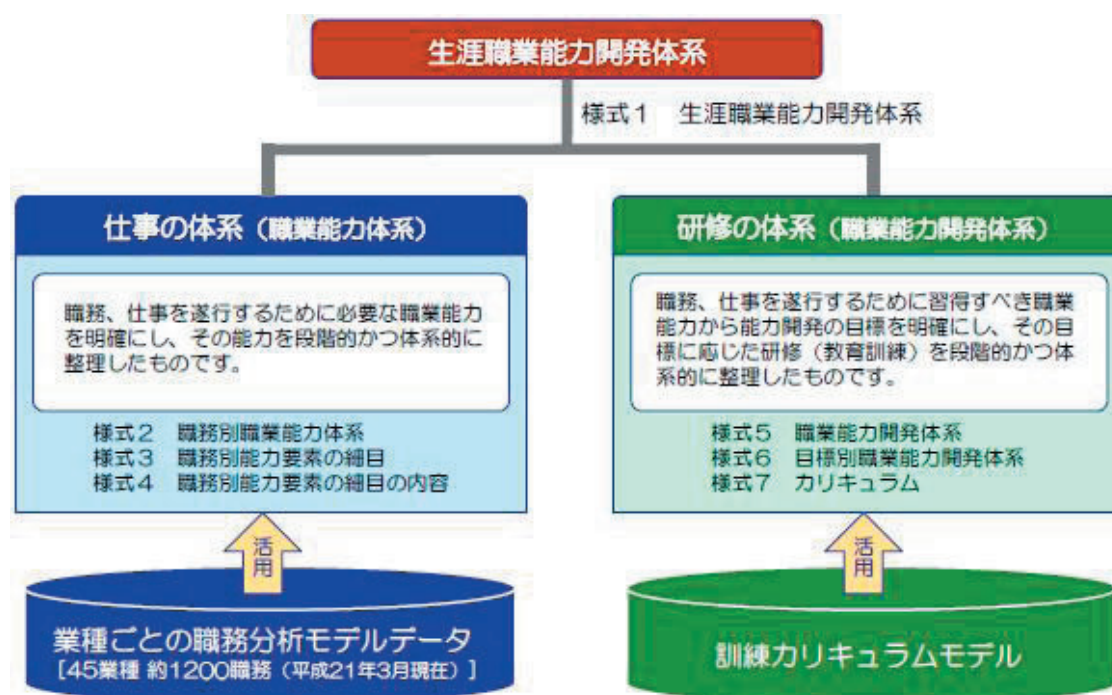 生涯職業能力開発体系
様式1 生涯職業能力開発体系
仕事の体系（職業能力体系）
職務、仕事を遂行するために必要な職業能力
を明確にし、その能力を段階的かつ体系的に
整理したものです。
様式2 職務別職業能力体系
様式3 職務別能力要素の細目
様式4 職務別能力要素の細目の内容
活用
業種ごとの職務分析モデルデータ
［45業種 約1200職務（平成21年3月現在）］
研修の体系（職業能力開発体系）
職務、仕事を遂行するために習得すべき職業
能力から能力開発の目標を明確にし、その目
標に応じた研修（教育訓練）を段階的かつ体
系的に整理したものです。
様式5 職業能力開発体系
様式6 目標別職業能力開発体系
様式7 カリキュラム
活用
訓練カリキュラムモデル